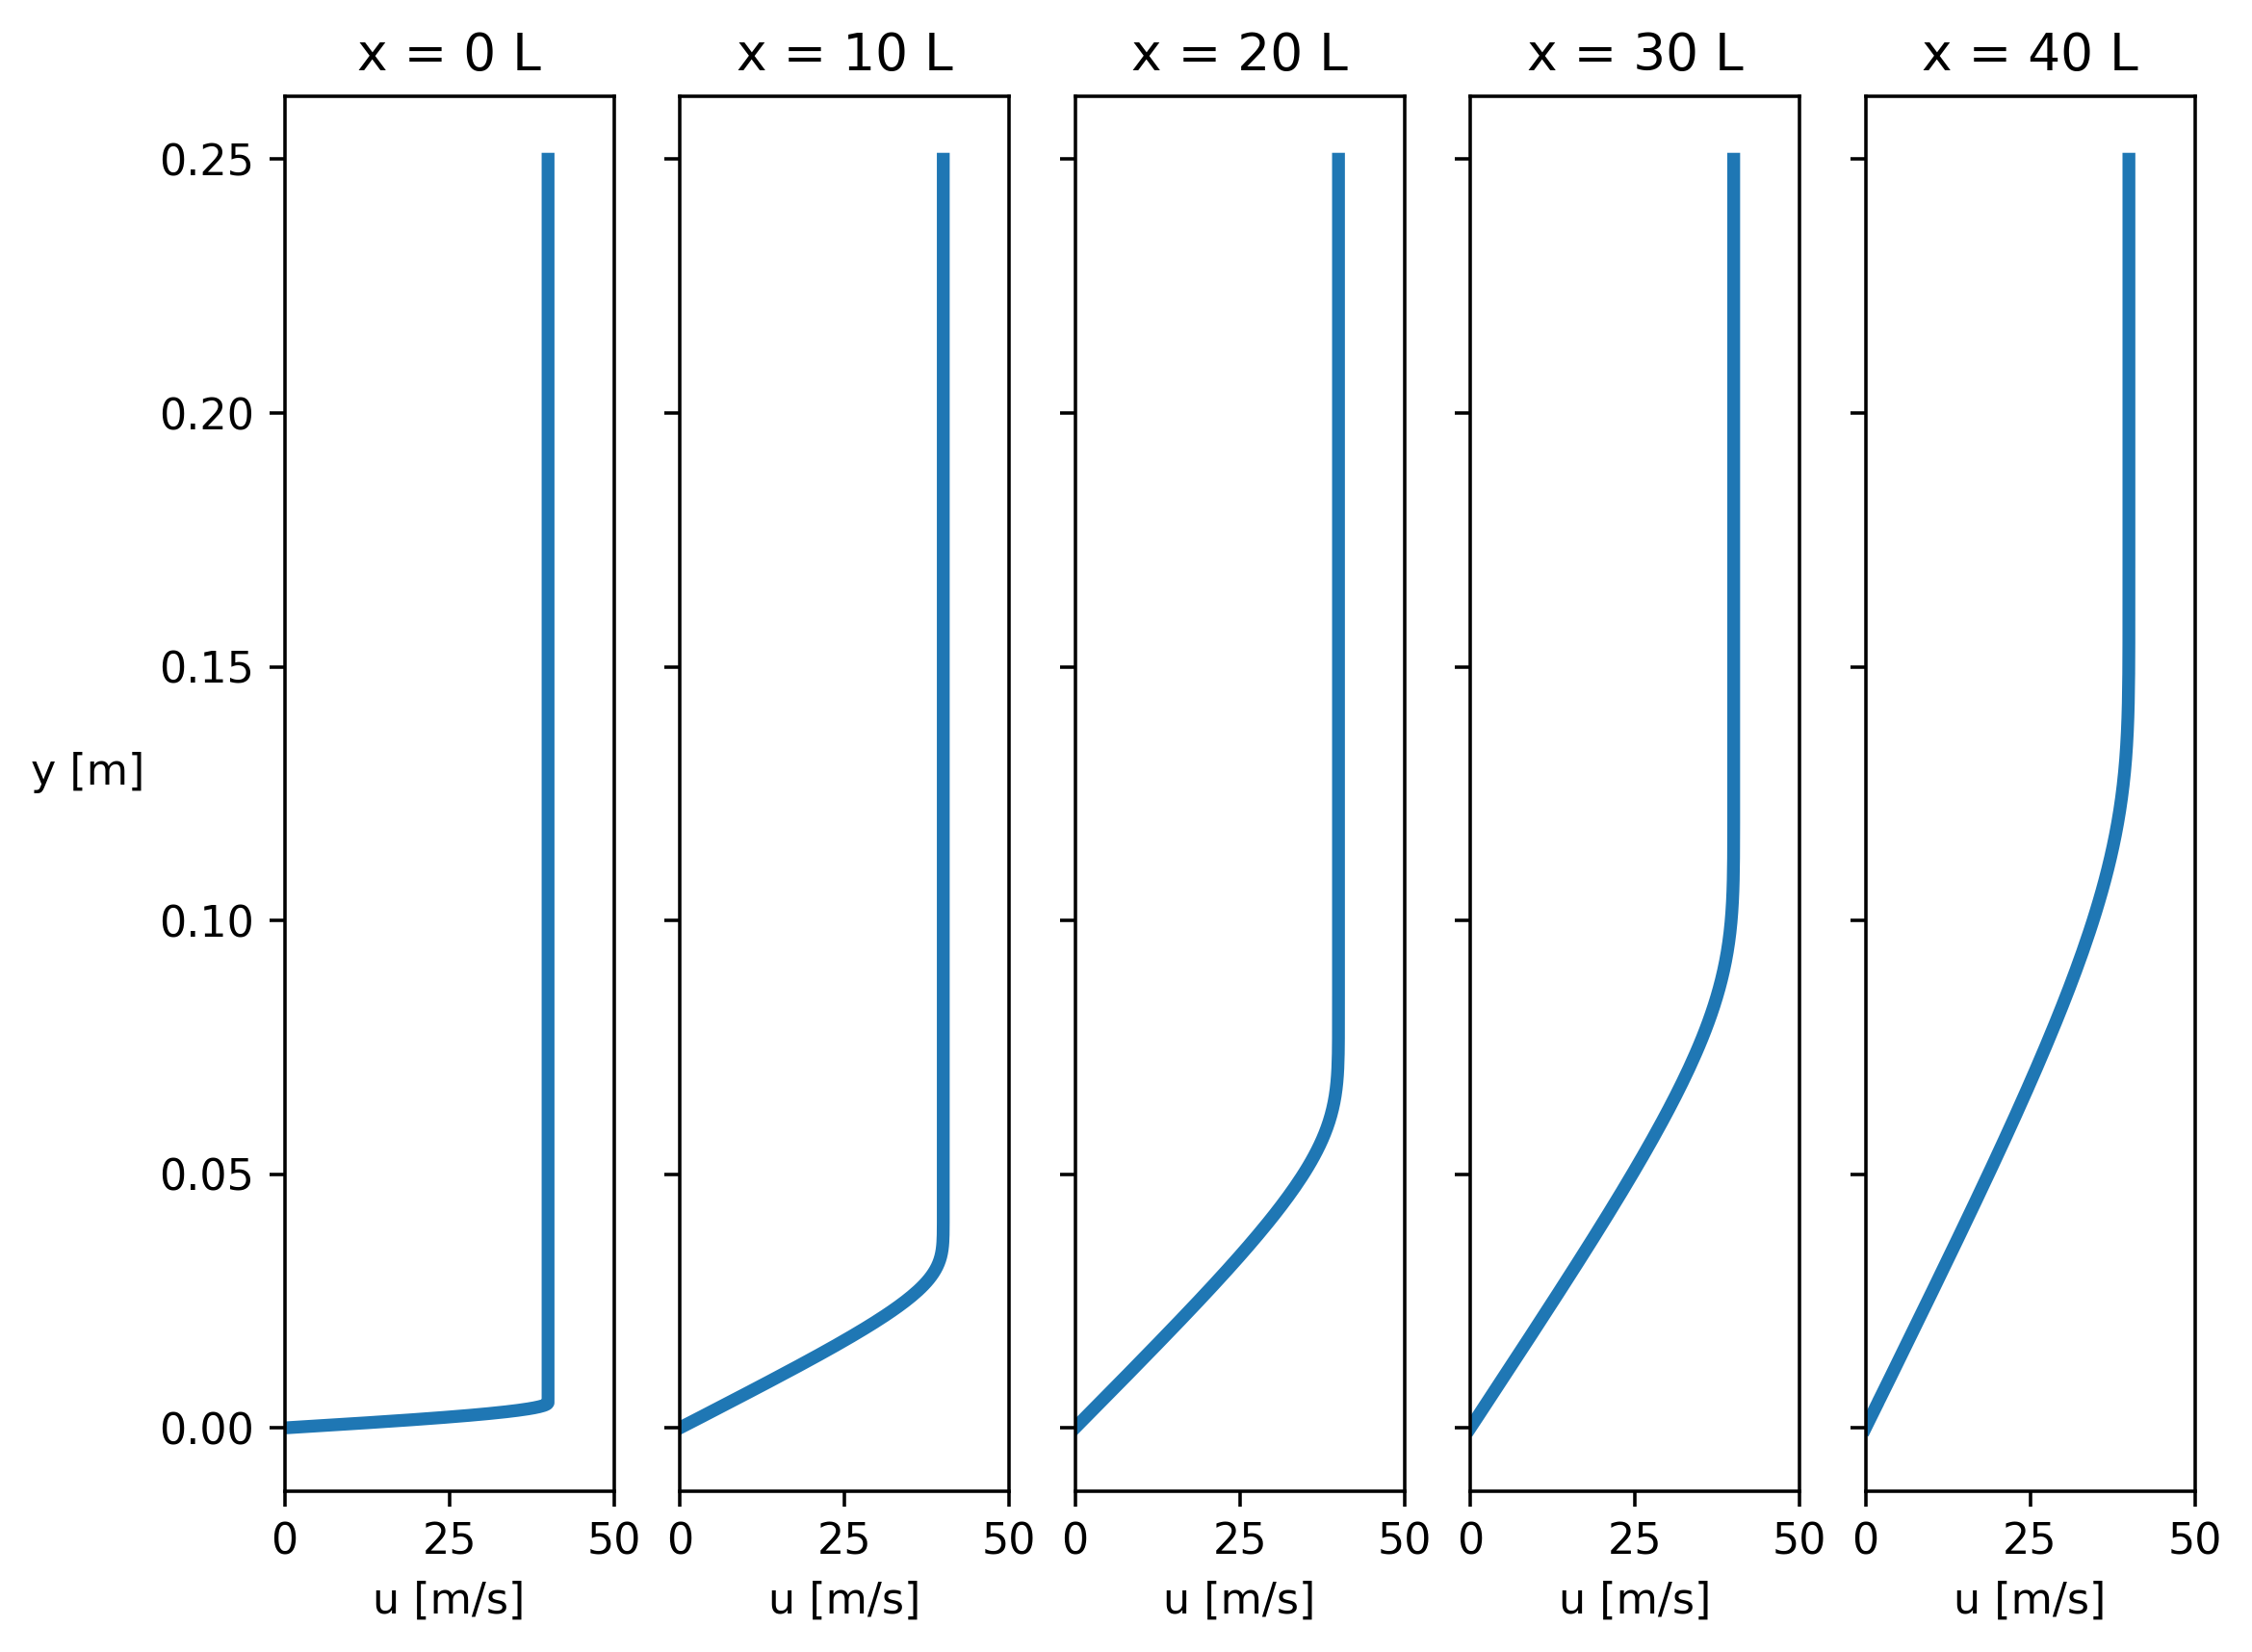 x = 0 L
x = 10 L
x = 20 L
x = 30 L
x = 40 L
0.25
0.20
0.15
y [m]
0.10
0.05
0.00
0 25 50
0 25 50
0 25 50
0 25 50
0 25 50
u [m/s]
u [m/s]
u [m/s]
u [m/s]
u [m/s]